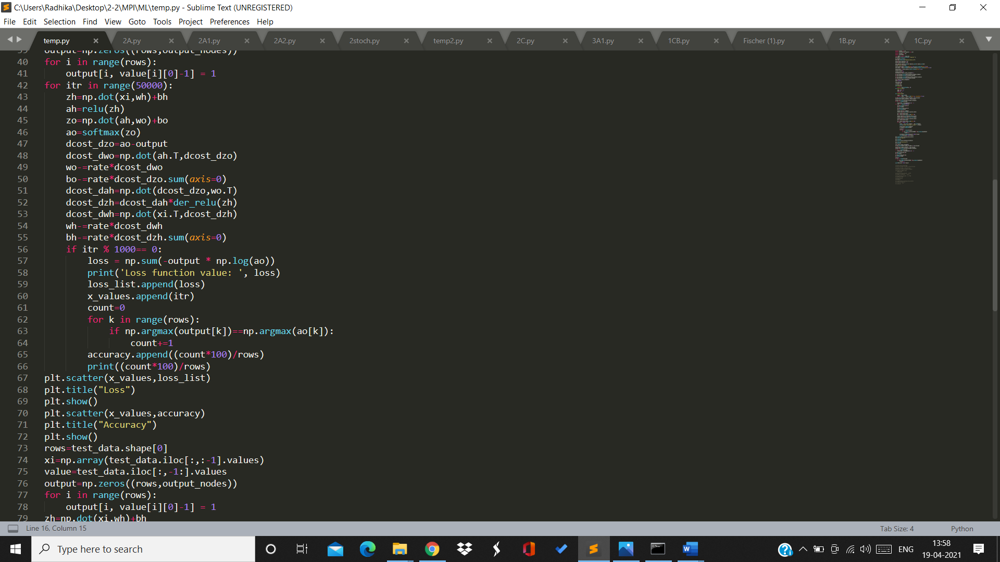 C:\Users\Radhika\Desktop\2-2\MPI\ML\temp.py - Sublime Text (UNREGISTERED)
File Edit Selection Find View Goto Tools Project Preferences Help
temp.py 2A.py 2A1.py 2A2.py 2stoch.py temp2.py 2C.py 3A1.py 1CB.py Fischer (1).py 1B.py 1C.py
39 output=np.zeros((rows,output_nodes))
40 for i in range(rows):
41 output[i, value[i][0]-1] = 1
42 for itr in range(50000):
43 zh=np.dot(xi,wh)+bh
44 ah=relu(zh)
45 zo=np.dot(ah,wo)+bo
46 ao=softmax(zo)
47 dcost_dzo=ao-output
48 dcost_dwo=np.dot(ah.T,dcost_dzo)
49 wo-=rate*dcost_dwo
50 bo-=rate*dcost_dzo.sum(axis=0)
51 dcost_dah=np.dot(dcost_dzo,wo.T)
52 dcost_dzh=dcost_dah*der_relu(zh)
53 dcost_dwh=np.dot(xi.T,dcost_dzh)
54 wh-=rate*dcost_dwh
55 bh-=rate*dcost_dzh.sum(axis=0)
56 if itr % 1000== 0:
57 loss = np.sum(-output * np.log(ao))
58 print('Loss function value: ', loss)
59 loss_list.append(loss)
60 x_values.append(itr)
61 count=0
62 for k in range(rows):
63 if np.argmax(output[k])==np.argmax(ao[k]):
64 count+=1
65 accuracy.append((count*100)/rows)
66 print((count*100)/rows)
67 plt.scatter(x_values,loss_list)
68 plt.title("Loss")
69 plt.show()
70 plt.scatter(x_values,accuracy)
71 plt.title("Accuracy")
72 plt.show()
73 rows=test_data.shape[0]
74 xi=np.array(test_data.iloc[:,:-1].values)
75 value=test_data.iloc[:,-1:].values
76 output=np.zeros((rows,output_nodes))
77 for i in range(rows):
78 output[i, value[i][0]-1] = 1
79 zh=np.dot(xi,wh)+bh
Line 16, Column 15 Tab Size: 4 Python
Type here to search ENG 13:58
19-04-2021